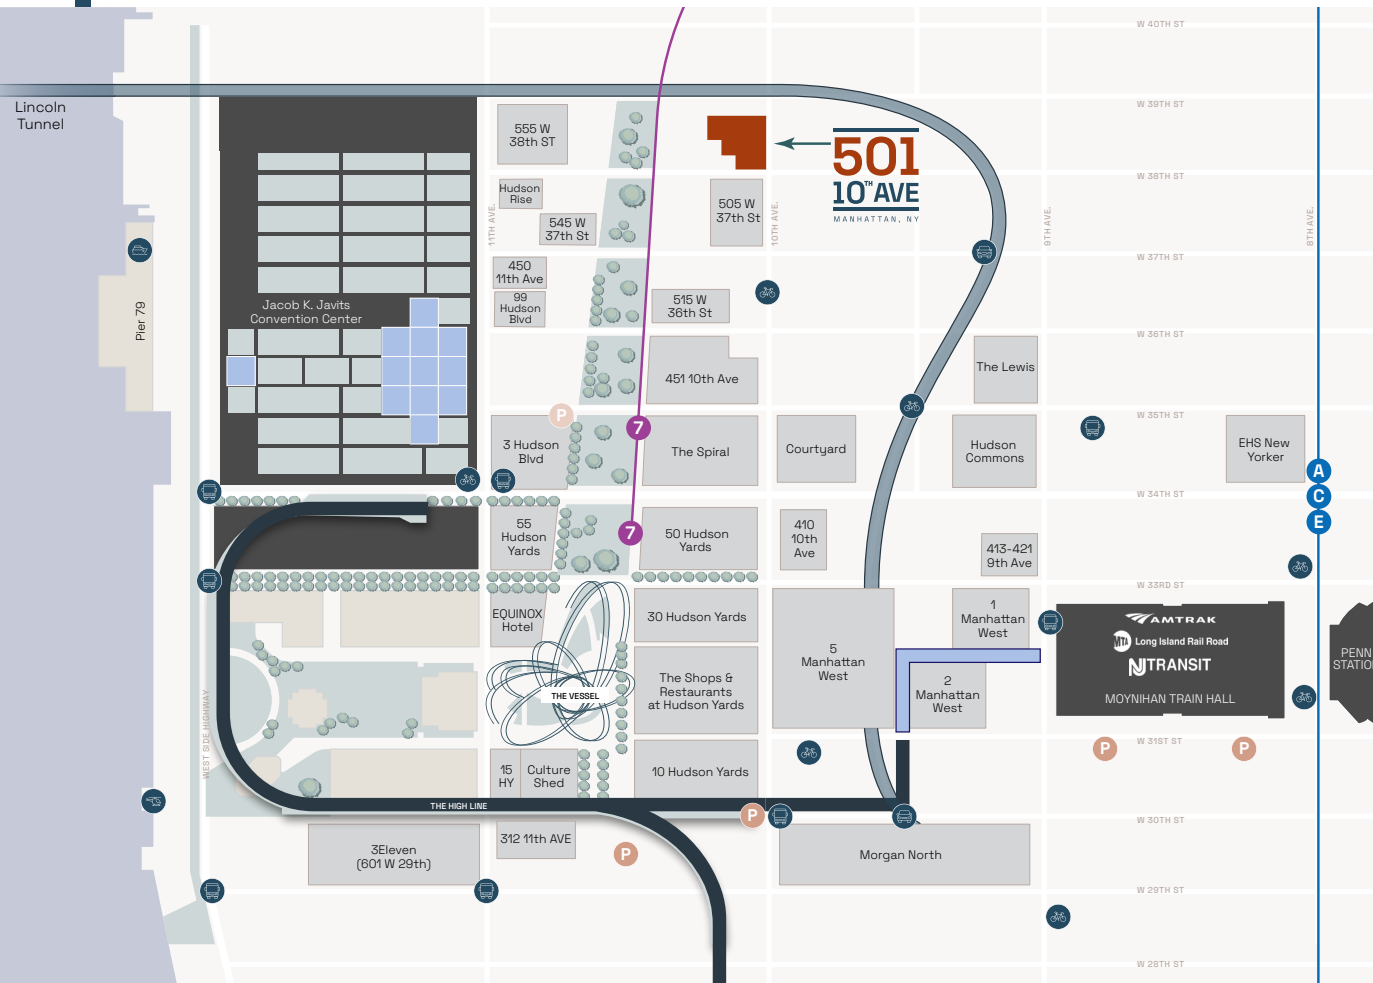 W 40TH ST
Lincoln
Tunnel
W 39TH ST
555 W
38th ST
501
10TH AVE
MANHATTAN, NY
W 38TH ST
Hudson
Rise
545 W
37th St
505 W
37th St
11TH AVE.
10TH AVE.
9TH AVE.
8TH AVE.
W 37TH ST
450
11th Ave
99
Hudson
Blvd
515 W
36th St
Jacob K. Javits
Convention Center
Pier 79
W 36TH ST
451 10th Ave
The Lewis
P
W 35TH ST
7
3 Hudson
Blvd
The Spiral
Courtyard
Hudson
Commons
EHS New
Yorker
A
C
E
W 34TH ST
55
Hudson
Yards
7
50 Hudson
Yards
410
10th
Ave
413-421
9th Ave
W 33RD ST
EQUINOX
Hotel
30 Hudson Yards
1
Manhattan
West
AMTRAK
MTA Long Island Rail Road
NJTRANSIT
MOYNIHAN TRAIN HALL
PENN
STATIO
5
Manhattan
West
2
Manhattan
West
THE VESSEL
The Shops &
Restaurants
at Hudson Yards
WEST SIDE HIGHWAY
W 31ST ST
P
P
15
HY
Culture
Shed
10 Hudson Yards
THE HIGH LINE
P
W 30TH ST
312 11th AVE
P
3Eleven
(601 W 29th)
Morgan North
W 29TH ST
W 28TH ST